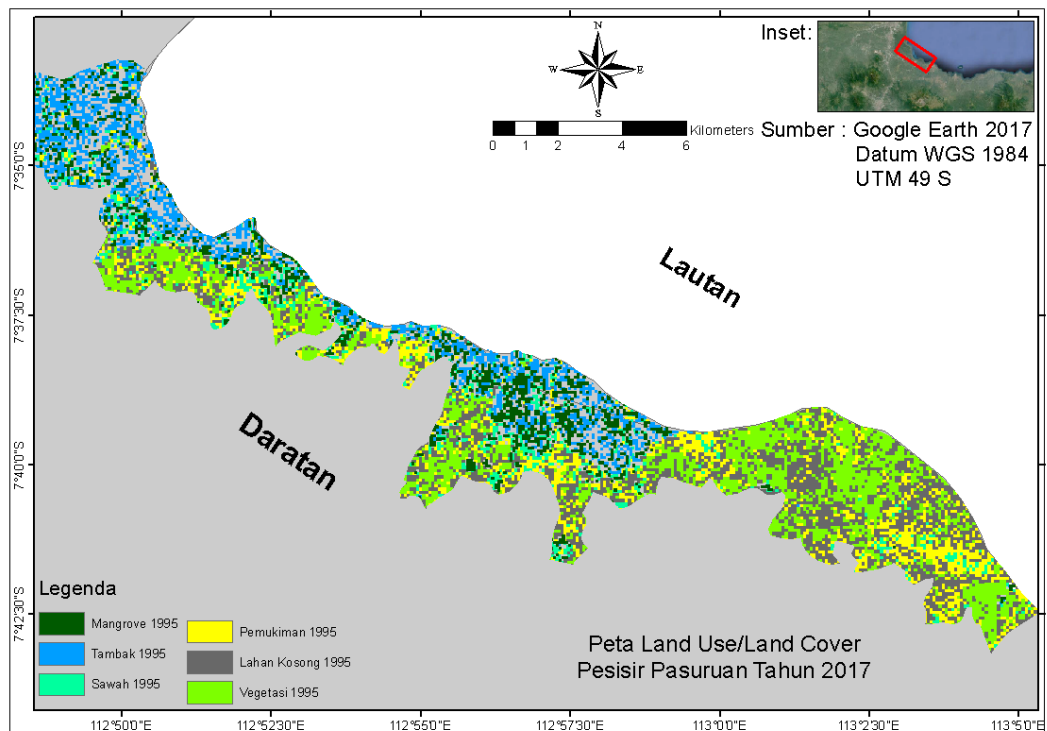 Inset:
N
W E
S
Kilometers
0 1 2 4 6
Sumber : Google Earth 2017
Datum WGS 1984
UTM 49 S
7°35'0"S
7°37'30"S
7°40'0"S
7°42'30"S
Lautan
Daratan
Legenda
Mangrove 1995
Tambak 1995
Sawah 1995
Pemukiman 1995
Lahan Kosong 1995
Vegetasi 1995
Peta Land Use/Land Cover
Pesisir Pasuruan Tahun 2017
112°50'0"E 112°52'30"E 112°55'0"E 112°57'30"E 113°0'0"E 113°2'30"E 113°5'0"E